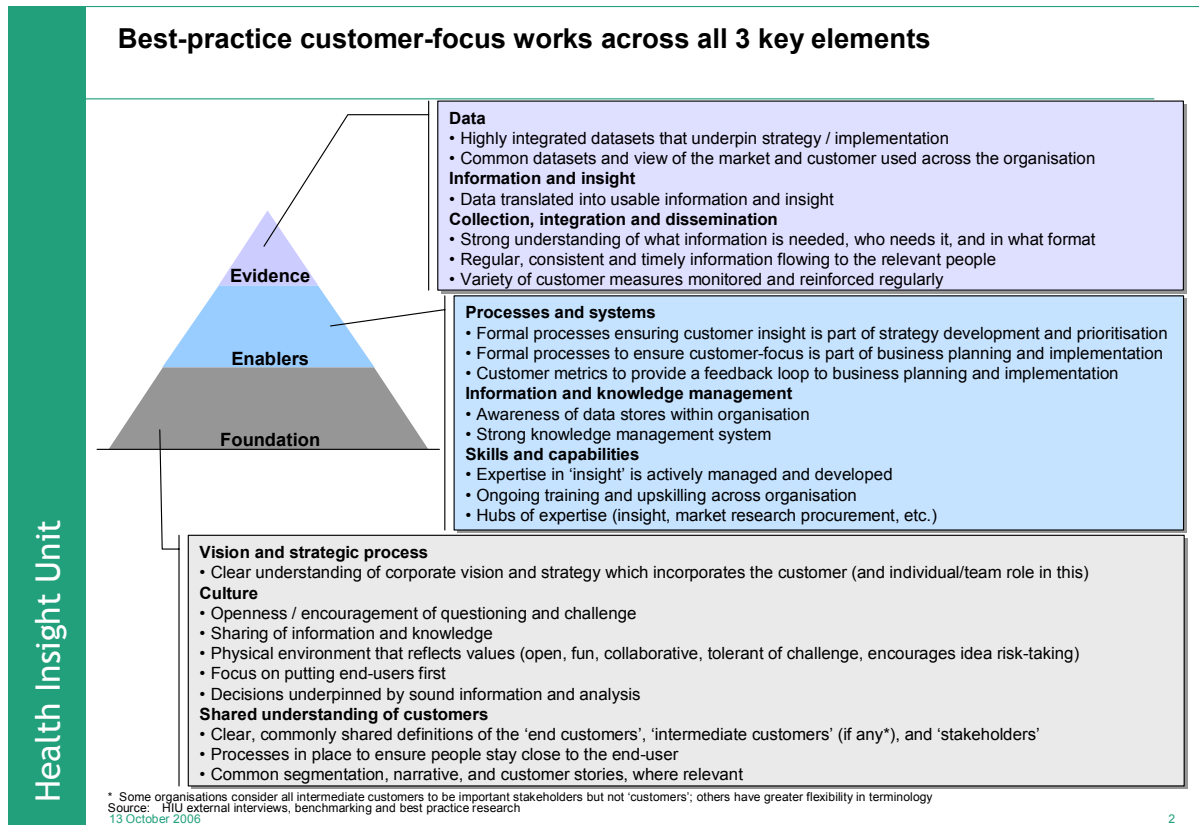 Best-practice customer-focus works across all 3 key elements
Data
• Highly integrated datasets that underpin strategy / implementation
• Common datasets and view of the market and customer used across the organisation
Information and insight
• Data translated into usable information and insight
Collection, integration and dissemination
• Strong understanding of what information is needed, who needs it, and in what format
• Regular, consistent and timely information flowing to the relevant people
• Variety of customer measures monitored and reinforced regularly
Evidence
Processes and systems
• Formal processes ensuring customer insight is part of strategy development and prioritisation
• Formal processes to ensure customer-focus is part of business planning and implementation
• Customer metrics to provide a feedback loop to business planning and implementation
Information and knowledge management
• Awareness of data stores within organisation
• Strong knowledge management system
Skills and capabilities
• Expertise in ‘insight’ is actively managed and developed
• Ongoing training and upskilling across organisation
• Hubs of expertise (insight, market research procurement, etc.)
Enablers
Foundation
Vision and strategic process
• Clear understanding of corporate vision and strategy which incorporates the customer (and individual/team role in this)
Culture
• Openness / encouragement of questioning and challenge
• Sharing of information and knowledge
• Physical environment that reflects values (open, fun, collaborative, tolerant of challenge, encourages idea risk-taking)
• Focus on putting end-users first
• Decisions underpinned by sound information and analysis
Shared understanding of customers
• Clear, commonly shared definitions of the ‘end customers’, ‘intermediate customers’ (if any*), and ‘stakeholders’
• Processes in place to ensure people stay close to the end-user
• Common segmentation, narrative, and customer stories, where relevant
Health Insight Unit
* Some organisations consider all intermediate customers to be important stakeholders but not ‘customers’; others have greater flexibility in terminology
Source: HIU external interviews, benchmarking and best practice research
13 October 2006
2